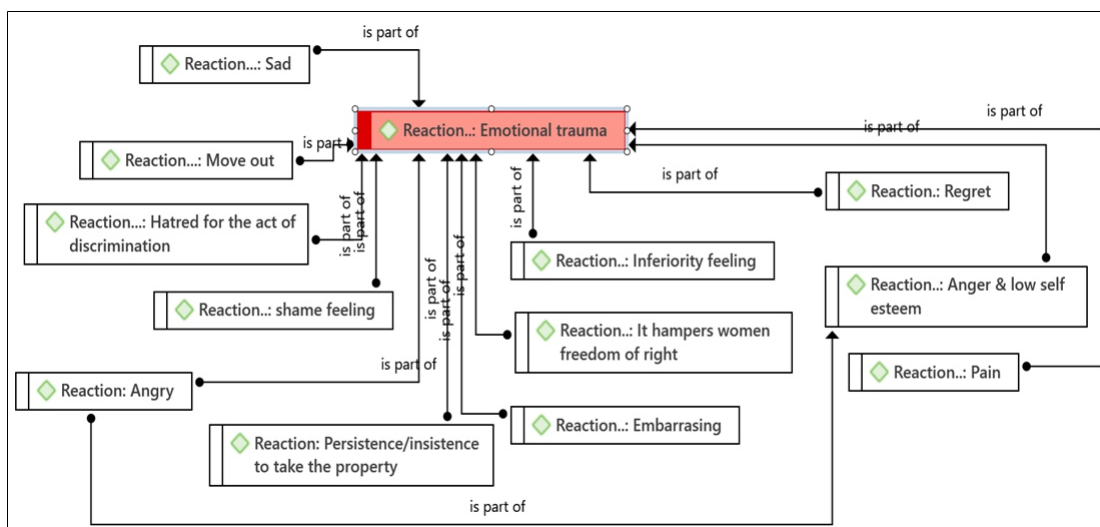 is part of
Reaction...: Sad
is part of
Reaction..: Emotional trauma
is part of
is part
Reaction...: Move out
is part of
Reaction.: Regret
is part of
is part of
is part of
Reaction...: Hatred for the act of
discrimination
Reaction..: Inferiority feeling
is part of
is part of
is part of
Reaction..: Anger & low self
esteem
Reaction..: shame feeling
Reaction..: It hampers women
freedom of right
is part of
Reaction..: Pain
Reaction: Angry
Reaction..: Embarrasing
Reaction: Persistence/insistence
to take the property
is part of